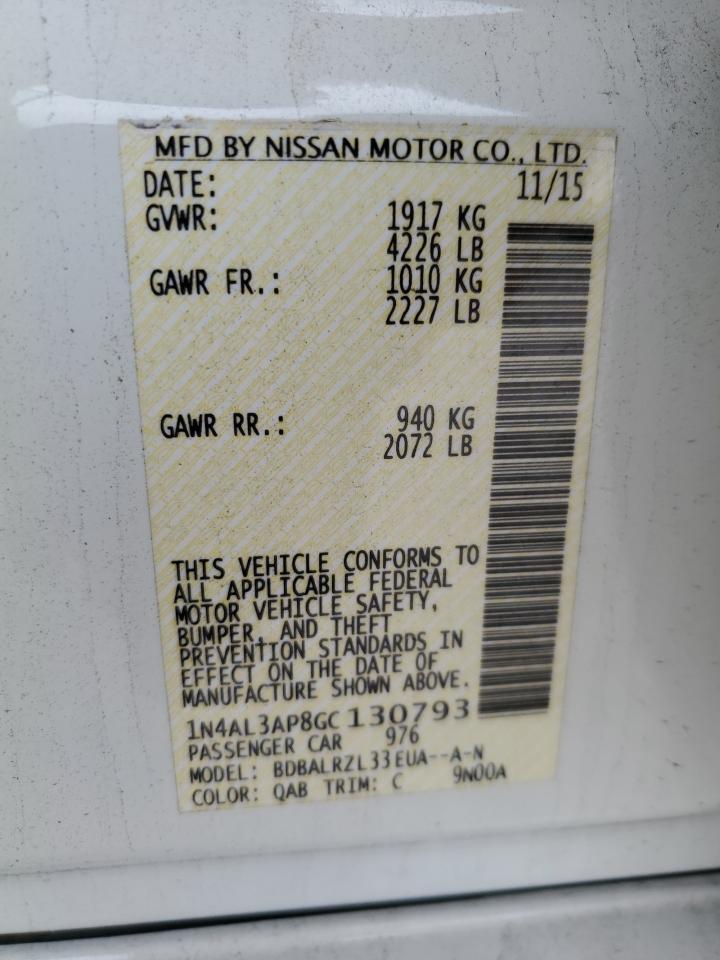 MFD BY NISSAN MOTOR CO., LTD.
DATE: 11/15
GVWR: 1917 KG
4226 LB
GAWR FR.: 1010 KG
2227 LB
GAWR RR.: 940 KG
2072 LB
THIS VEHICLE CONFORMS TO
ALL APPLICABLE FEDERAL
MOTOR VEHICLE SAFETY,
BUMPER, AND THEFT
PREVENTION STANDARDS IN
EFFECT ON THE DATE OF
MANUFACTURE SHOWN ABOVE.
1N4AL3AP8GC130793
PASSENGER CAR 976
MODEL: BDBALRZL33EUA--A-N
COLOR: QAB TRIM: C 9N00A